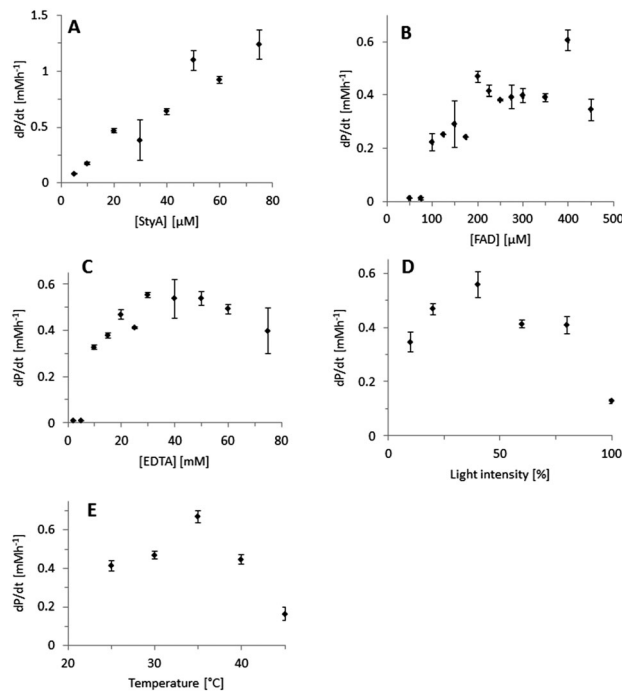 A
1.5
1
0.5
0
dP/dt [mMh⁻¹]
0 20 40 60 80
[StyA] [µM]
B
0.6
0.4
0.2
0
dP/dt [mMh⁻¹]
0 100 200 300 400 500
[FAD] [µM]
C
0.6
0.4
0.2
0
dP/dt [mMh⁻¹]
0 20 40 60 80
[EDTA] [mM]
D
0.6
0.4
0.2
0
dP/dt [mMh⁻¹]
0 50 100
Light intensity [%]
E
0.6
0.4
0.2
0
dP/dt [mMh⁻¹]
20 30 40
Temperature [°C]